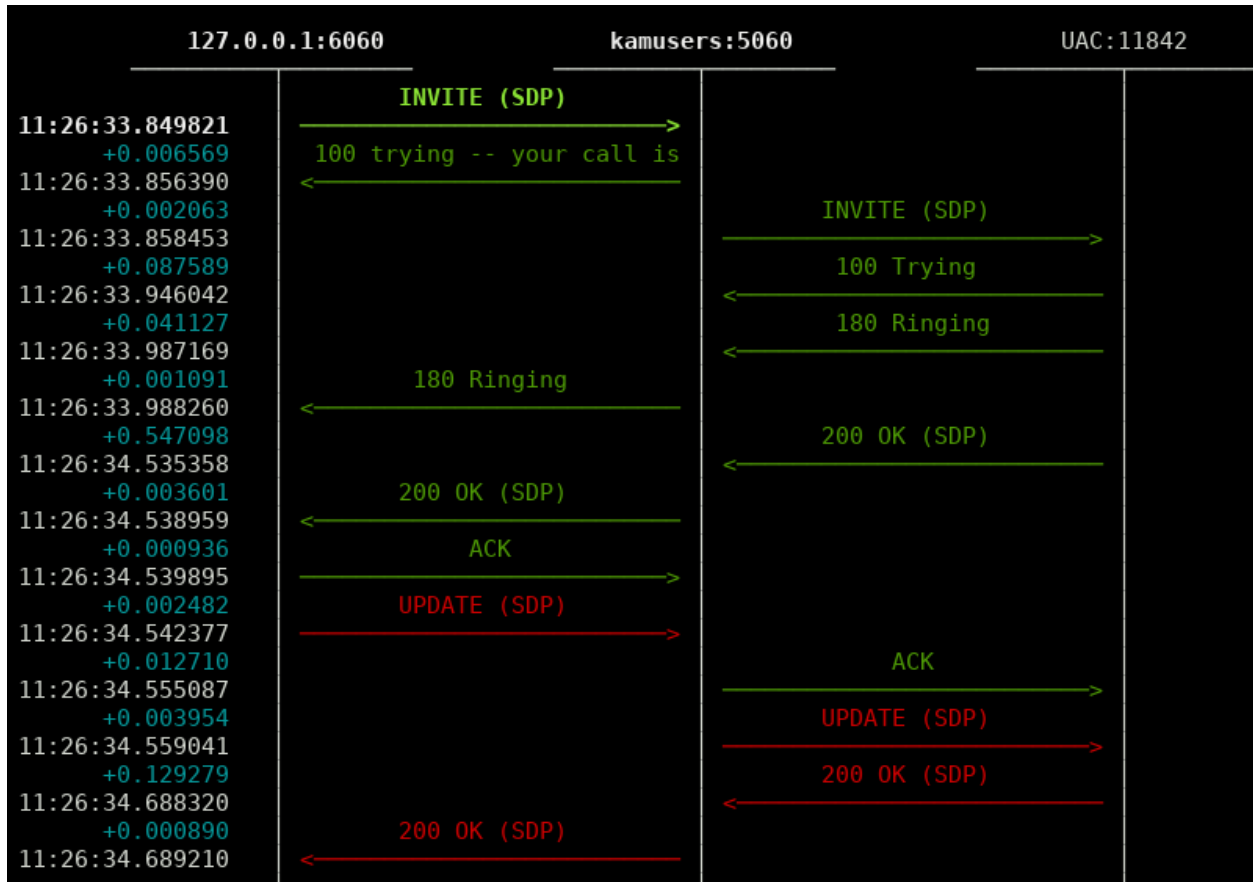 127.0.0.1:6060 kamusers:5060 UAC:11842
INVITE (SDP)
11:26:33.849821
+0.006569 100 trying -- your call is
11:26:33.856390
+0.002063 INVITE (SDP)
11:26:33.858453
+0.087589 100 Trying
11:26:33.946042
+0.041127 180 Ringing
11:26:33.987169
+0.001091 180 Ringing
11:26:33.988260
+0.547098 200 OK (SDP)
11:26:34.535358
+0.003601 200 OK (SDP)
11:26:34.538959
+0.000936 ACK
11:26:34.539895
+0.002482 UPDATE (SDP)
11:26:34.542377
+0.012710 ACK
11:26:34.555087
+0.003954 UPDATE (SDP)
11:26:34.559041
+0.129279 200 OK (SDP)
11:26:34.688320
+0.000890 200 OK (SDP)
11:26:34.689210